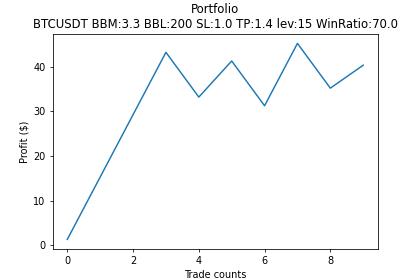 Portfolio
BTCUSDT BBM:3.3 BBL:200 SL:1.0 TP:1.4 lev:15 WinRatio:70.0
40
30
20
10
0
Profit ($)
0 2 4 6 8
Trade counts